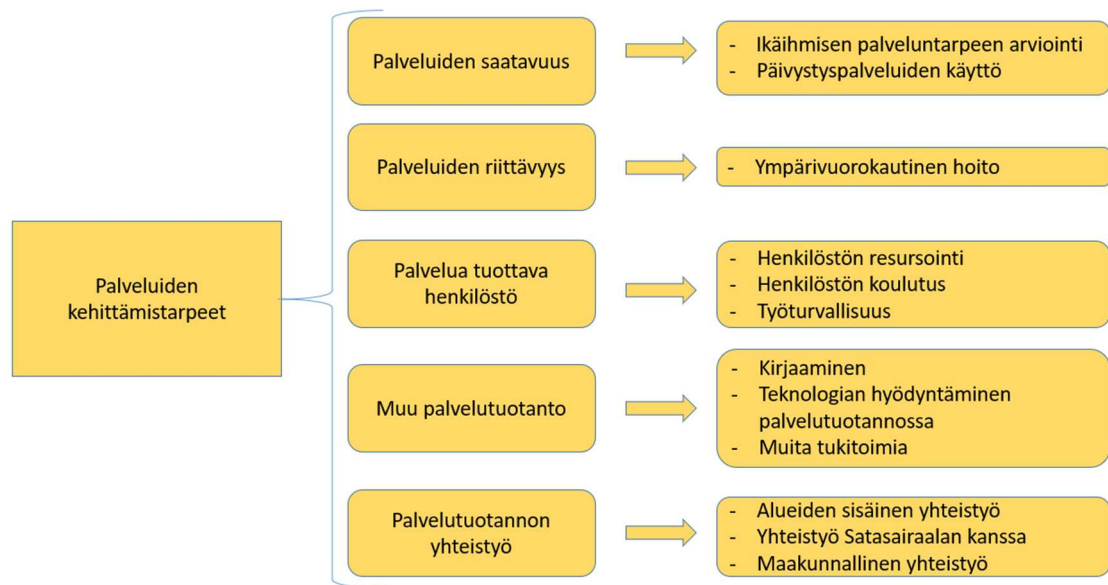 Palveluiden
kehittämistarpeet
Palveluiden saatavuus
- Ikäihmisen palveluntarpeen arviointi
- Päivystyspalveluiden käyttö
Palveluiden riittävyys
- Ympärivuorokautinen hoito
Palvelua tuottava
henkilöstö
- Henkilöstön resursointi
- Henkilöstön koulutus
- Työturvallisuus
Muu palvelutuotanto
- Kirjaaminen
- Teknologian hyödyntäminen
palvelutuotannossa
- Muita tukitoimia
Palvelutuotannon
yhteistyö
- Alueiden sisäinen yhteistyö
- Yhteistyö Satasairaalan kanssa
- Maakunnallinen yhteistyö